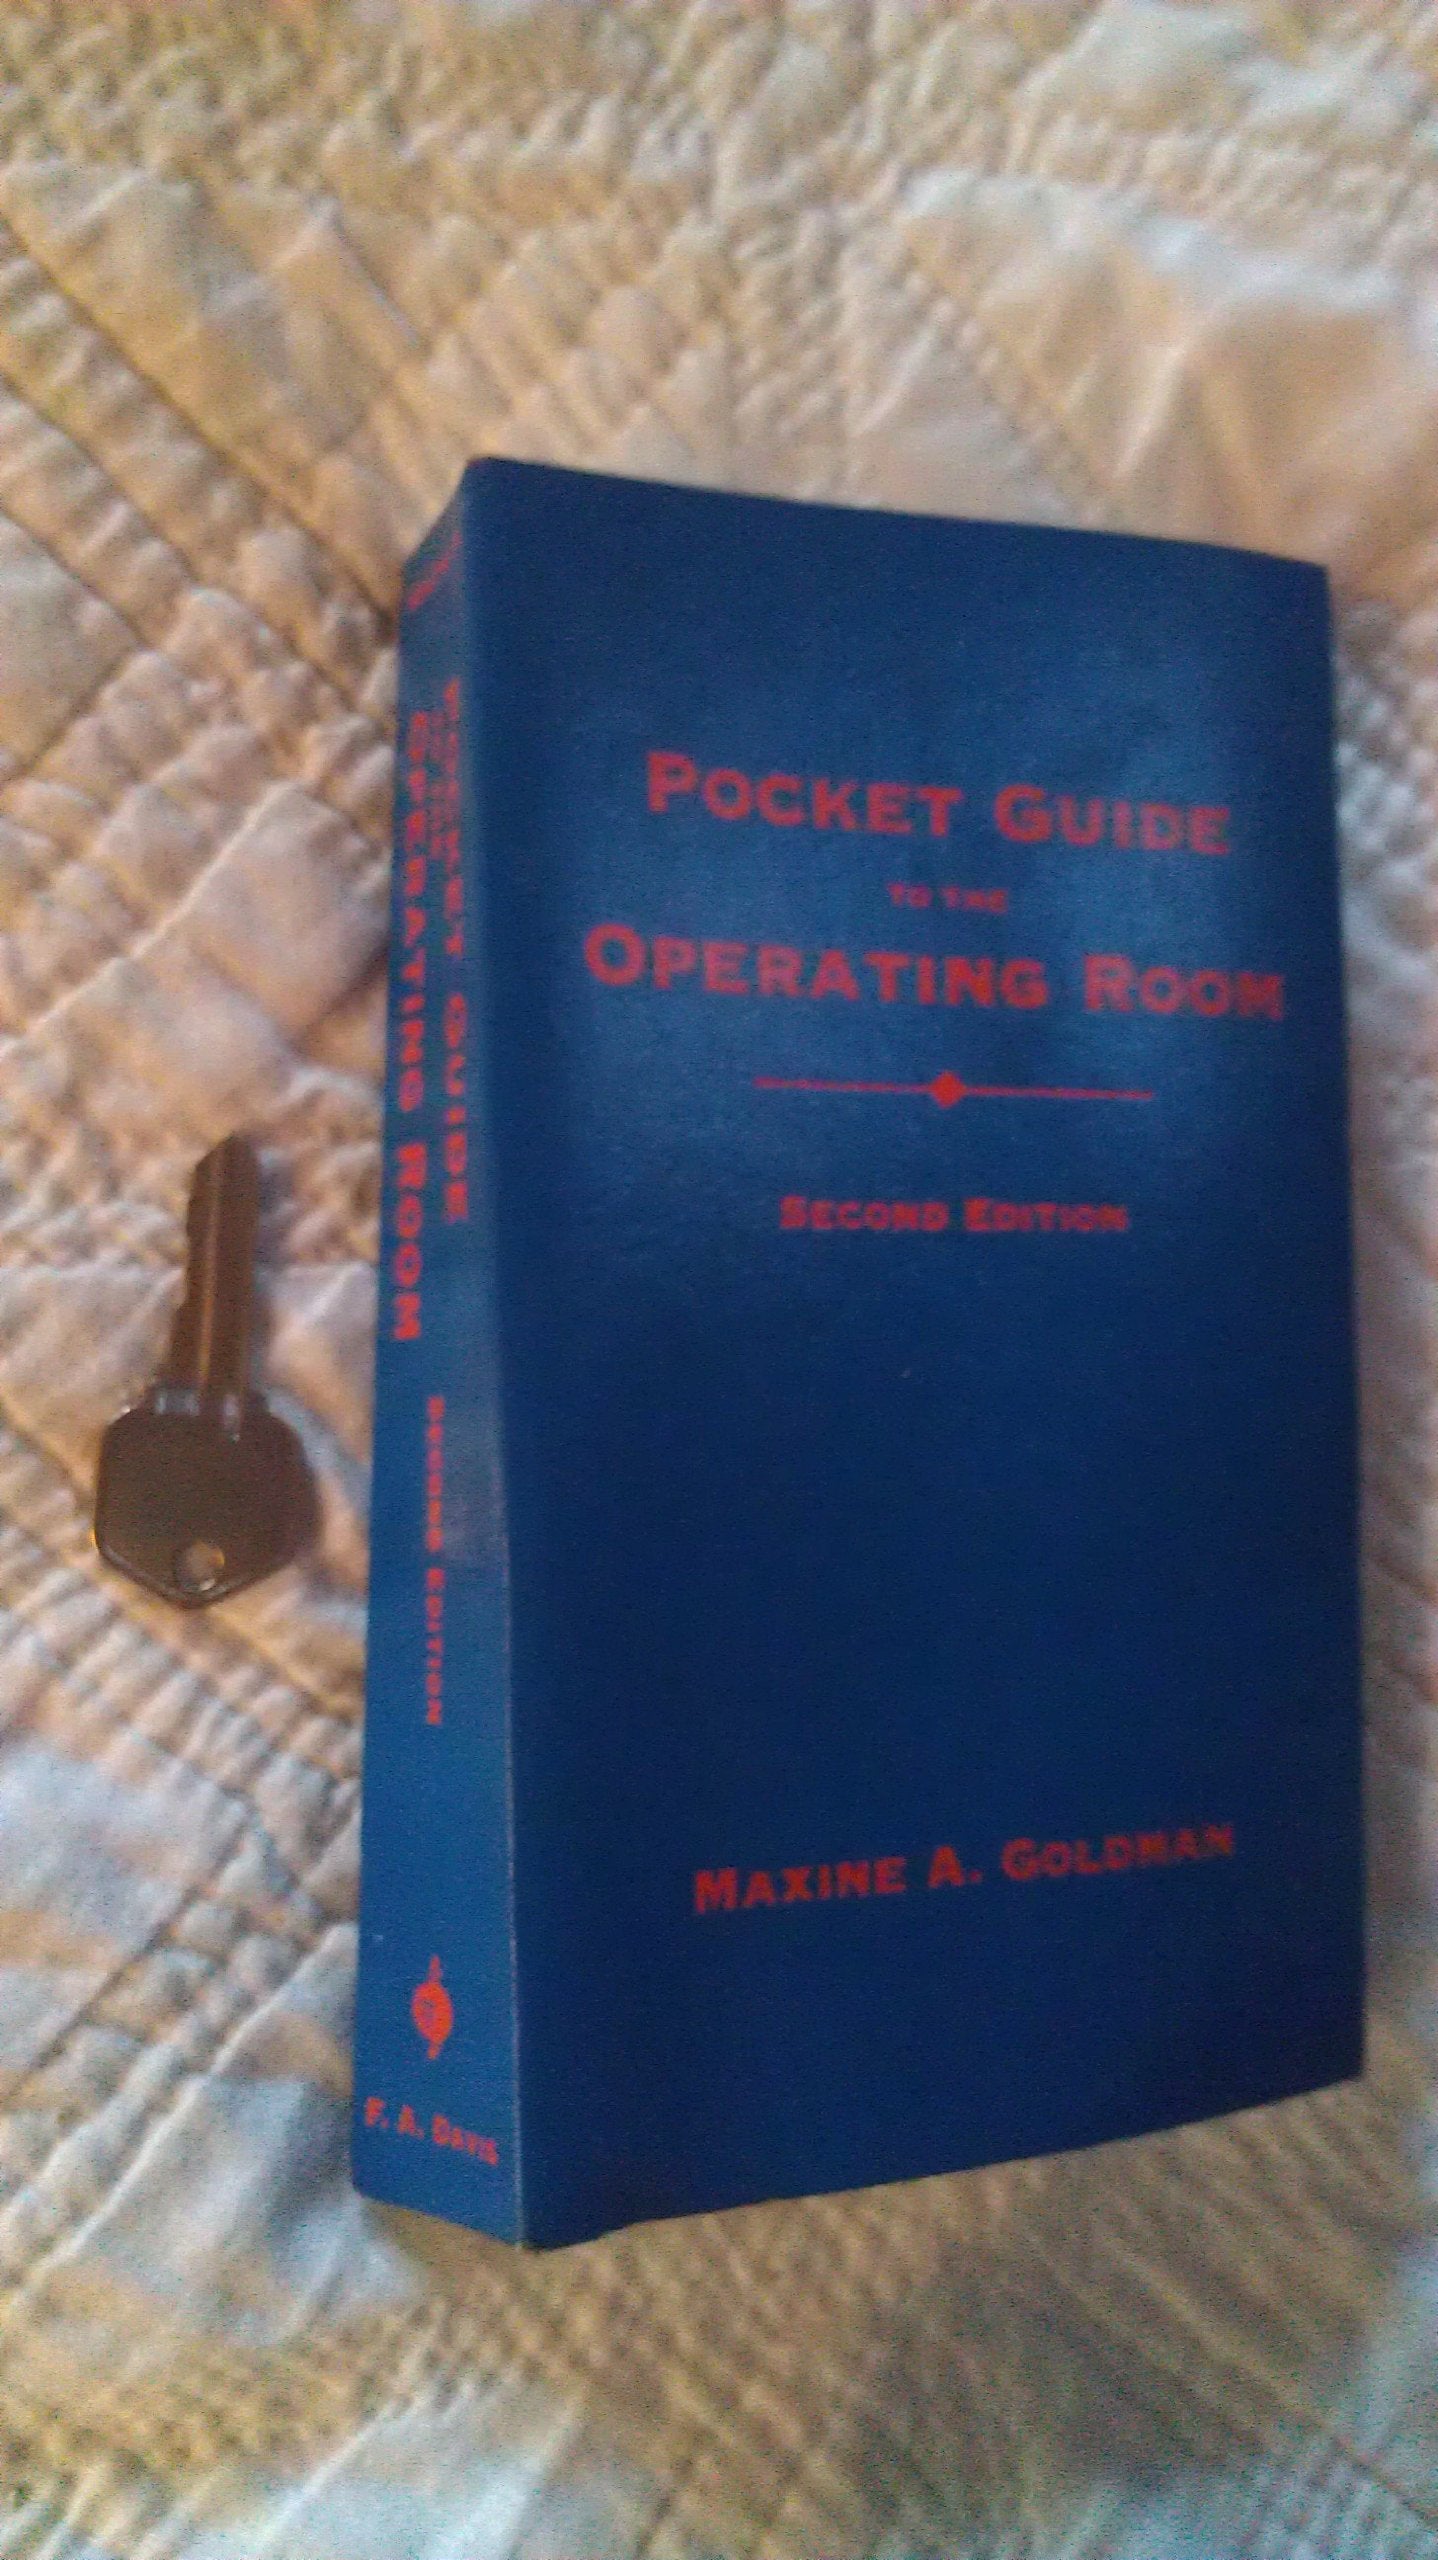 POCKET GUIDE
TO THE
OPERATING ROOM
SECOND EDITION
MAXINE A. GOLDMAN
POCKET GUIDE
TO THE
OPERATING ROOM
SECOND EDITION
F. A. DAVIS